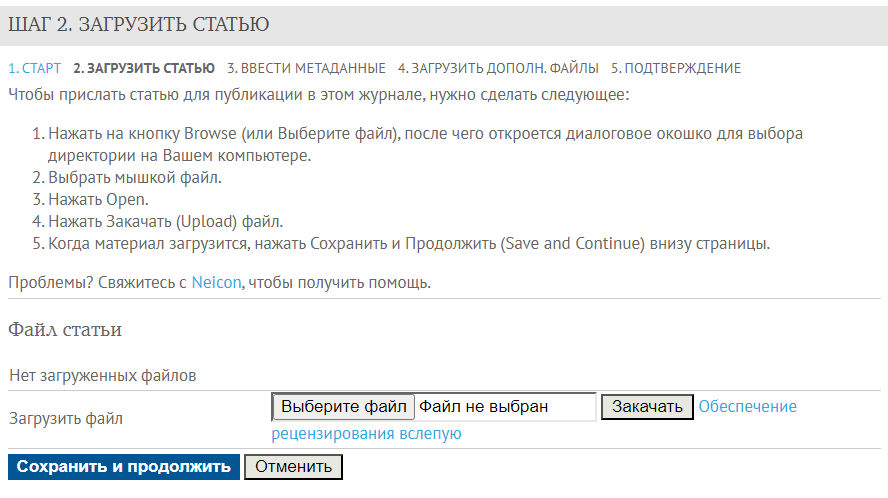 ШАГ 2. ЗАГРУЗИТЬ СТАТЬЮ
1. СТАРТ 2. ЗАГРУЗИТЬ СТАТЬЮ 3. ВВЕСТИ МЕТАДАННЫЕ 4. ЗАГРУЗИТЬ ДОПОЛН. ФАЙЛЫ 5. ПОДТВЕРЖДЕНИЕ
Чтобы прислать статью для публикации в этом журнале, нужно сделать следующее:
1. Нажать на кнопку Browse (или Выберите файл), после чего откроется диалоговое окошко для выбора
директории на Вашем компьютере.
2. Выбрать мышкой файл.
3. Нажать Open.
4. Нажать Закачать (Upload) файл.
5. Когда материал загрузится, нажать Сохранить и Продолжить (Save and Continue) внизу страницы.
Проблемы? Свяжитесь с Neicon, чтобы получить помощь.
Файл статьи
Нет загруженных файлов
Загрузить файл Выберите файл Файл не выбран Закачать Обеспечение
рецензирования вслепую
Сохранить и продолжить Отменить